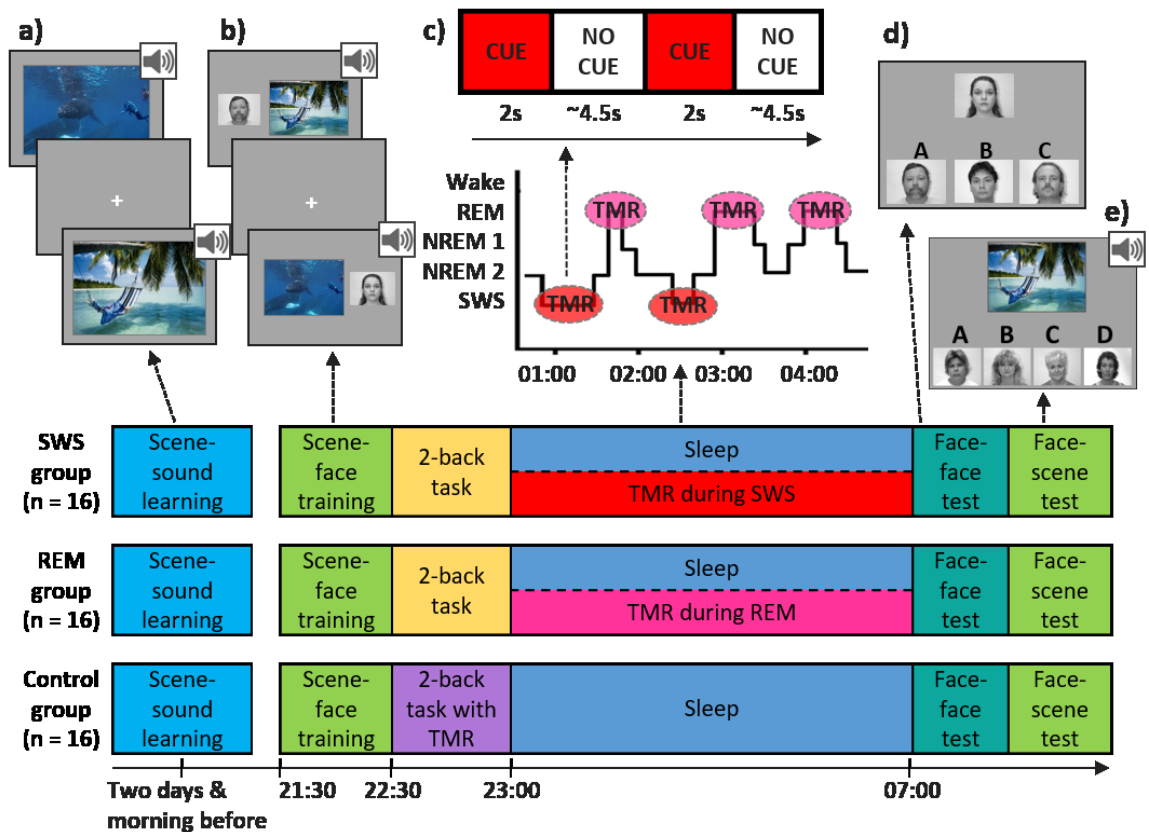 a)
b)
c)
CUE
NO
CUE
CUE
NO
CUE
2s
~4.5s
2s
~4.5s
Wake
REM
NREM 1
NREM 2
SWS
TMR
TMR
TMR
TMR
TMR
01:00
02:00
03:00
04:00
d)
A
B
C
e)
A
B
C
D
SWS
group
(n = 16)
Scene-
sound
learning
Scene-
face
training
2-back
task
Sleep
TMR during SWS
Face-
face
test
Face-
scene
test
REM
group
(n = 16)
Scene-
sound
learning
Scene-
face
training
2-back
task
Sleep
TMR during REM
Face-
face
test
Face-
scene
test
Control
group
(n = 16)
Scene-
sound
learning
Scene-
face
training
2-back
task with
TMR
Sleep
Face-
face
test
Face-
scene
test
Two days &
morning before
21:30
22:30
23:00
07:00